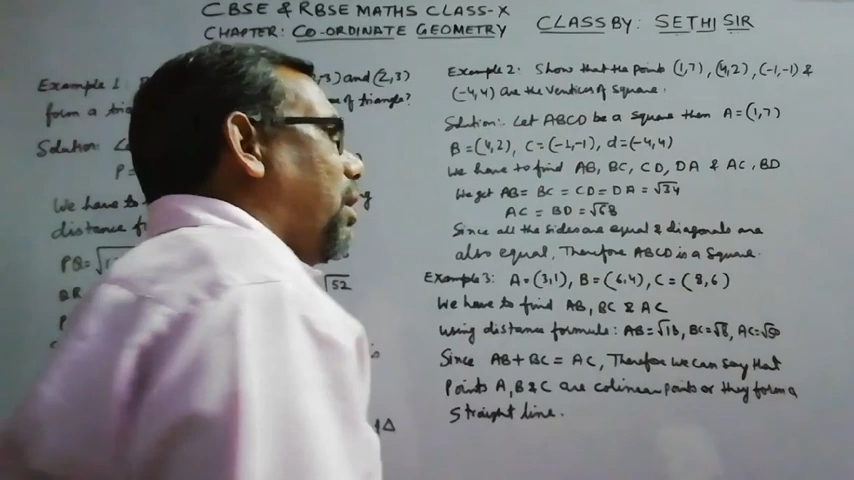 CBSE & RBSE MATHS CLASS-X
CHAPTER: CO-ORDINATE GEOMETRY
CLASS BY: SETHI SIR
Example 1:
,3) and (2,3)
form a
of triangle?
Solution:
P=
We have to
distance
PQ=√
√52
Δ
Example 2: Show that the points (1,7), (4,2), (-1,-1) &
(-4,4) are the vertices of square.
Solution:. Let ABCD be a square then A=(1,7)
B=(4,2), C=(-1,-1), d=(-4,4)
We have to find AB, BC, CD, DA & AC, BD
We get AB= BC = CD= DA = √34
AC = BD = √68
Since all the sides are equal & diagonals are
also equal, Therefore ABCD is a Square.
Example 3: A=(3,1), B=(6,4), C=(8,6)
We have to find AB, BC & AC
Using distance formule: AB=√18, BC=√8, AC=√50
Since AB+BC = AC, Therefore we can say that
Points A, B & C are colinear points or they form a
Straight line.